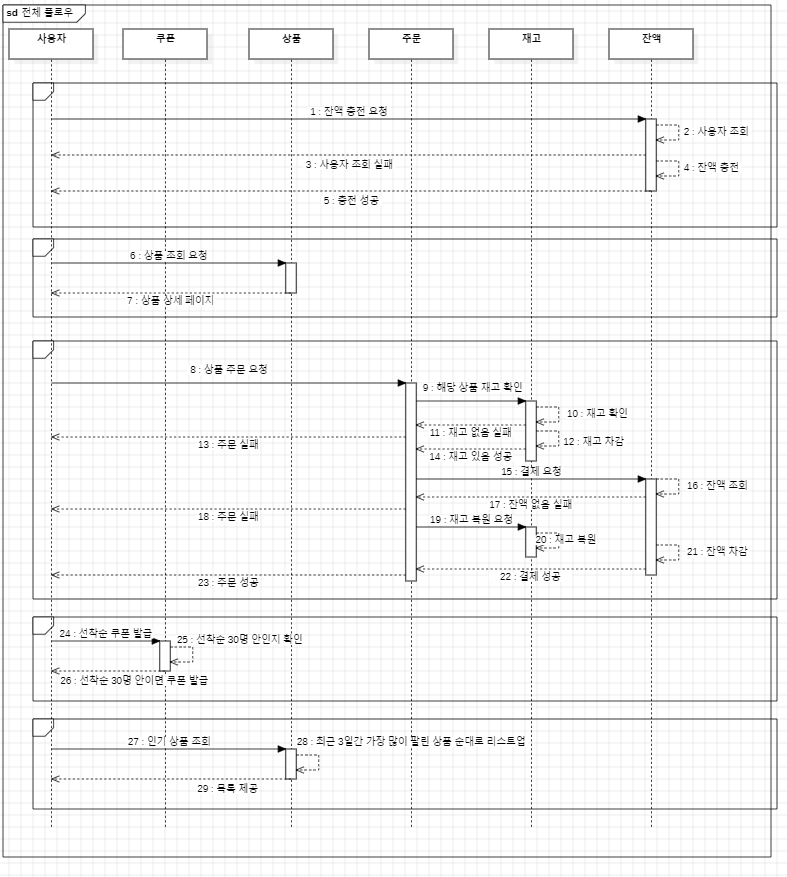 sd 전체 플로우
사용자
쿠폰
상품
주문
재고
잔액
1 : 잔액 충전 요청
2 : 사용자 조회
3 : 사용자 조회 실패
4 : 잔액 충전
5 : 충전 성공
6 : 상품 조회 요청
7 : 상품 상세 페이지
8 : 상품 주문 요청
9 : 해당 상품 재고 확인
10 : 재고 확인
11 : 재고 없음 실패
12 : 재고 차감
13 : 주문 실패
14 : 재고 있음 성공
15 : 결제 요청
16 : 잔액 조회
17 : 잔액 없음 실패
18 : 주문 실패
19 : 재고 복원 요청
20 : 재고 복원
21 : 잔액 차감
22 : 결제 성공
23 : 주문 성공
24 : 선착순 쿠폰 발급
25 : 선착순 30명 안인지 확인
26 : 선착순 30명 안이면 쿠폰 발급
27 : 인기 상품 조회
28 : 최근 3일간 가장 많이 팔린 상품 순대로 리스트업
29 : 목록 제공